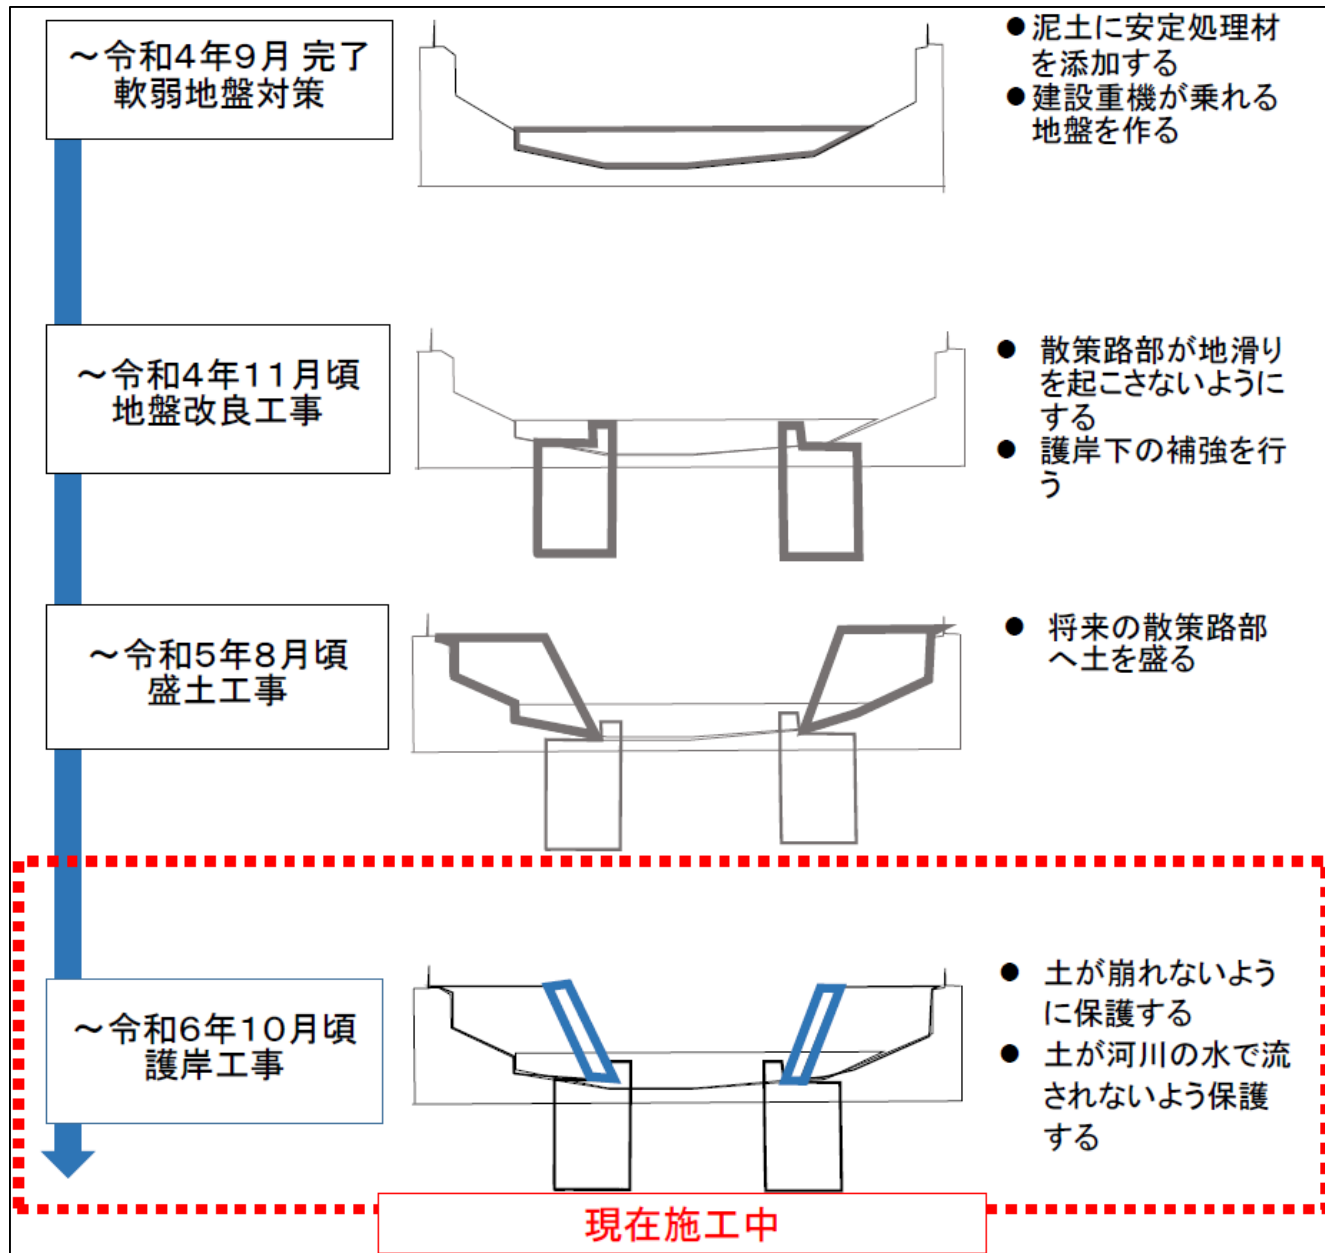 ～令和4年9月 完了
軟弱地盤対策
●泥土に安定処理材
を添加する
●建設重機が乗れる
地盤を作る
～令和4年11月頃
地盤改良工事
● 散策路部が地滑り
を起こさないように
する
● 護岸下の補強を行
う
～令和5年8月頃
盛土工事
● 将来の散策路部
へ土を盛る
～令和6年10月頃
護岸工事
● 土が崩れないよう
に保護する
● 土が河川の水で流
されないよう保護
する
現在施工中